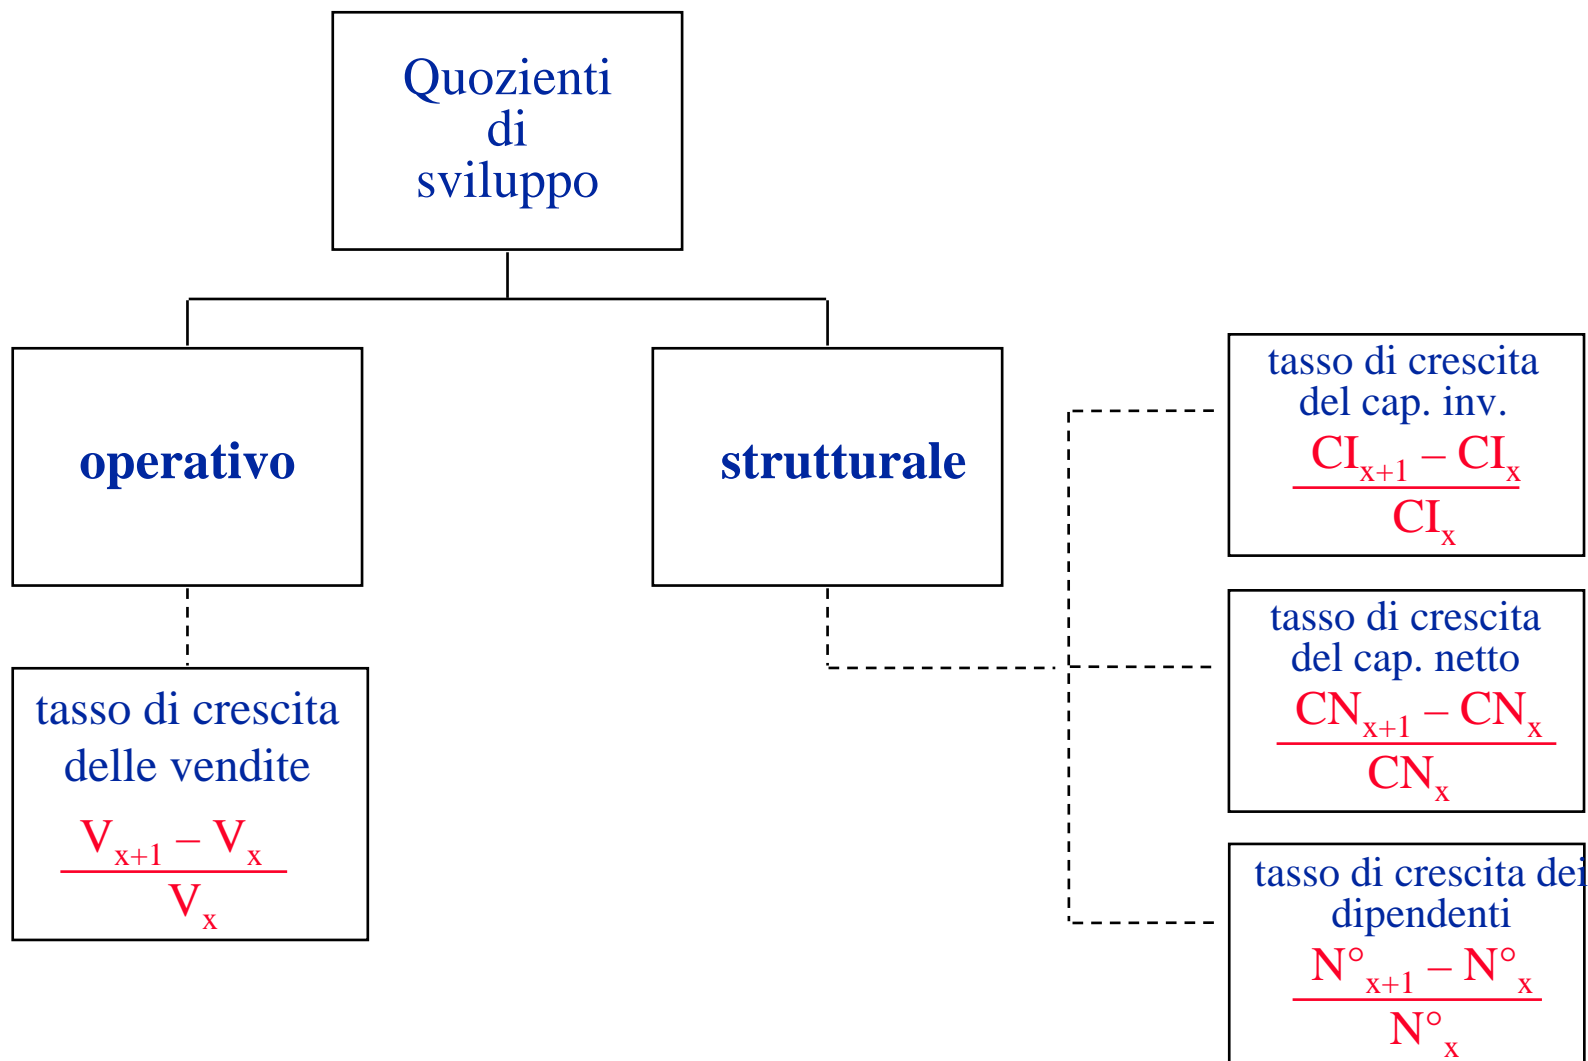 Quozienti
di
sviluppo
operativo
strutturale
tasso di crescita
delle vendite
Vₓ₊₁ – Vₓ
Vₓ
tasso di crescita
del cap. inv.
CIₓ₊₁ – CIₓ
CIₓ
tasso di crescita
del cap. netto
CNₓ₊₁ – CNₓ
CNₓ
tasso di crescita dei
dipendenti
N°ₓ₊₁ – N°ₓ
N°ₓ